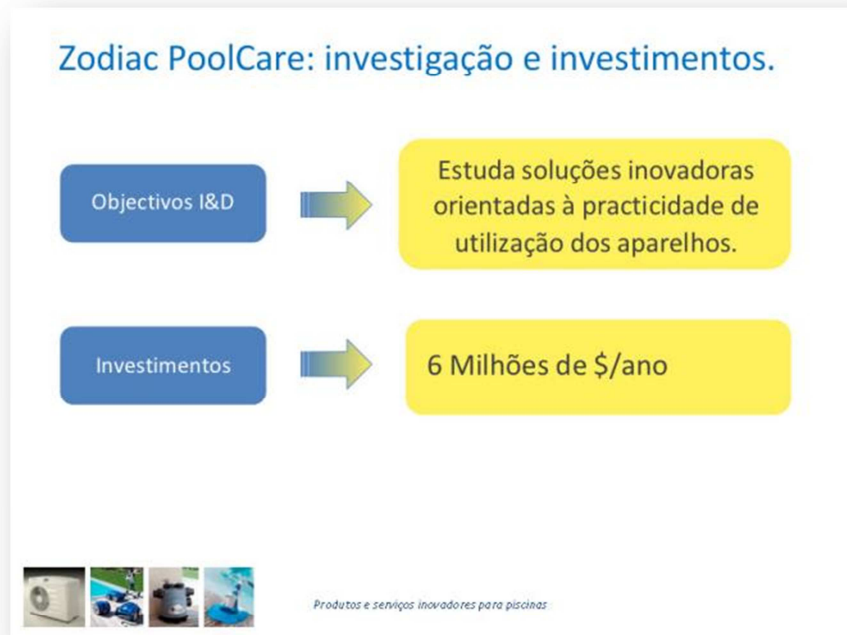 Zodiac PoolCare: investigação e investimentos.
Objectivos I&D
Estuda soluções inovadoras
orientadas à practicidade de
utilização dos aparelhos.
Investimentos
6 Milhões de $/ano
Produtos e serviços inovadores para piscinas